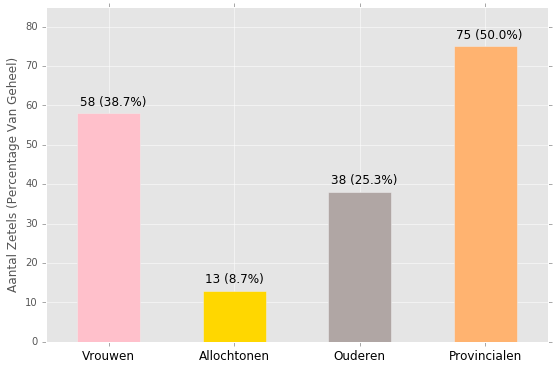 Aantal Zetels (Percentage Van Geheel)
80
70
60
50
40
30
20
10
0
58 (38.7%)
13 (8.7%)
38 (25.3%)
75 (50.0%)
Vrouwen
Allochtonen
Ouderen
Provincialen